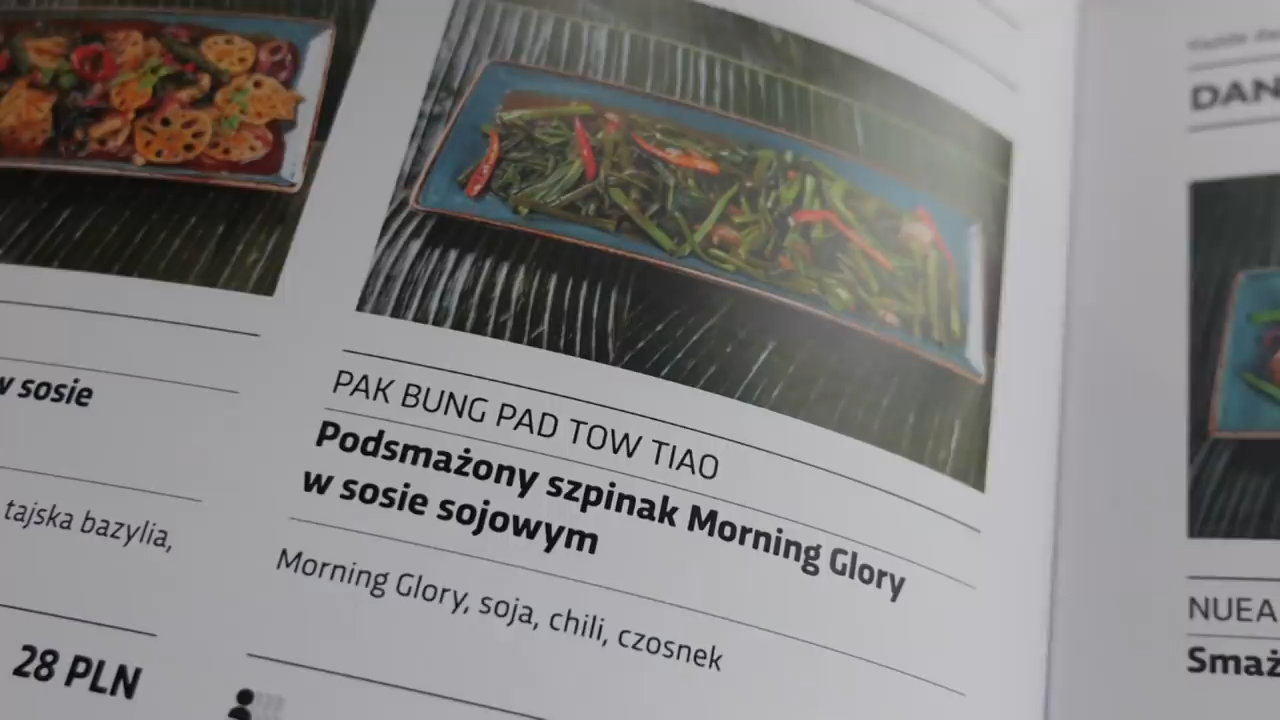 w sosie
tajska bazylia,
28 PLN
PAK BUNG PAD TOW TIAO
Podsmażony szpinak Morning Glory
w sosie sojowym
Morning Glory, soja, chili, czosnek
DAN
NUEA
Smaż